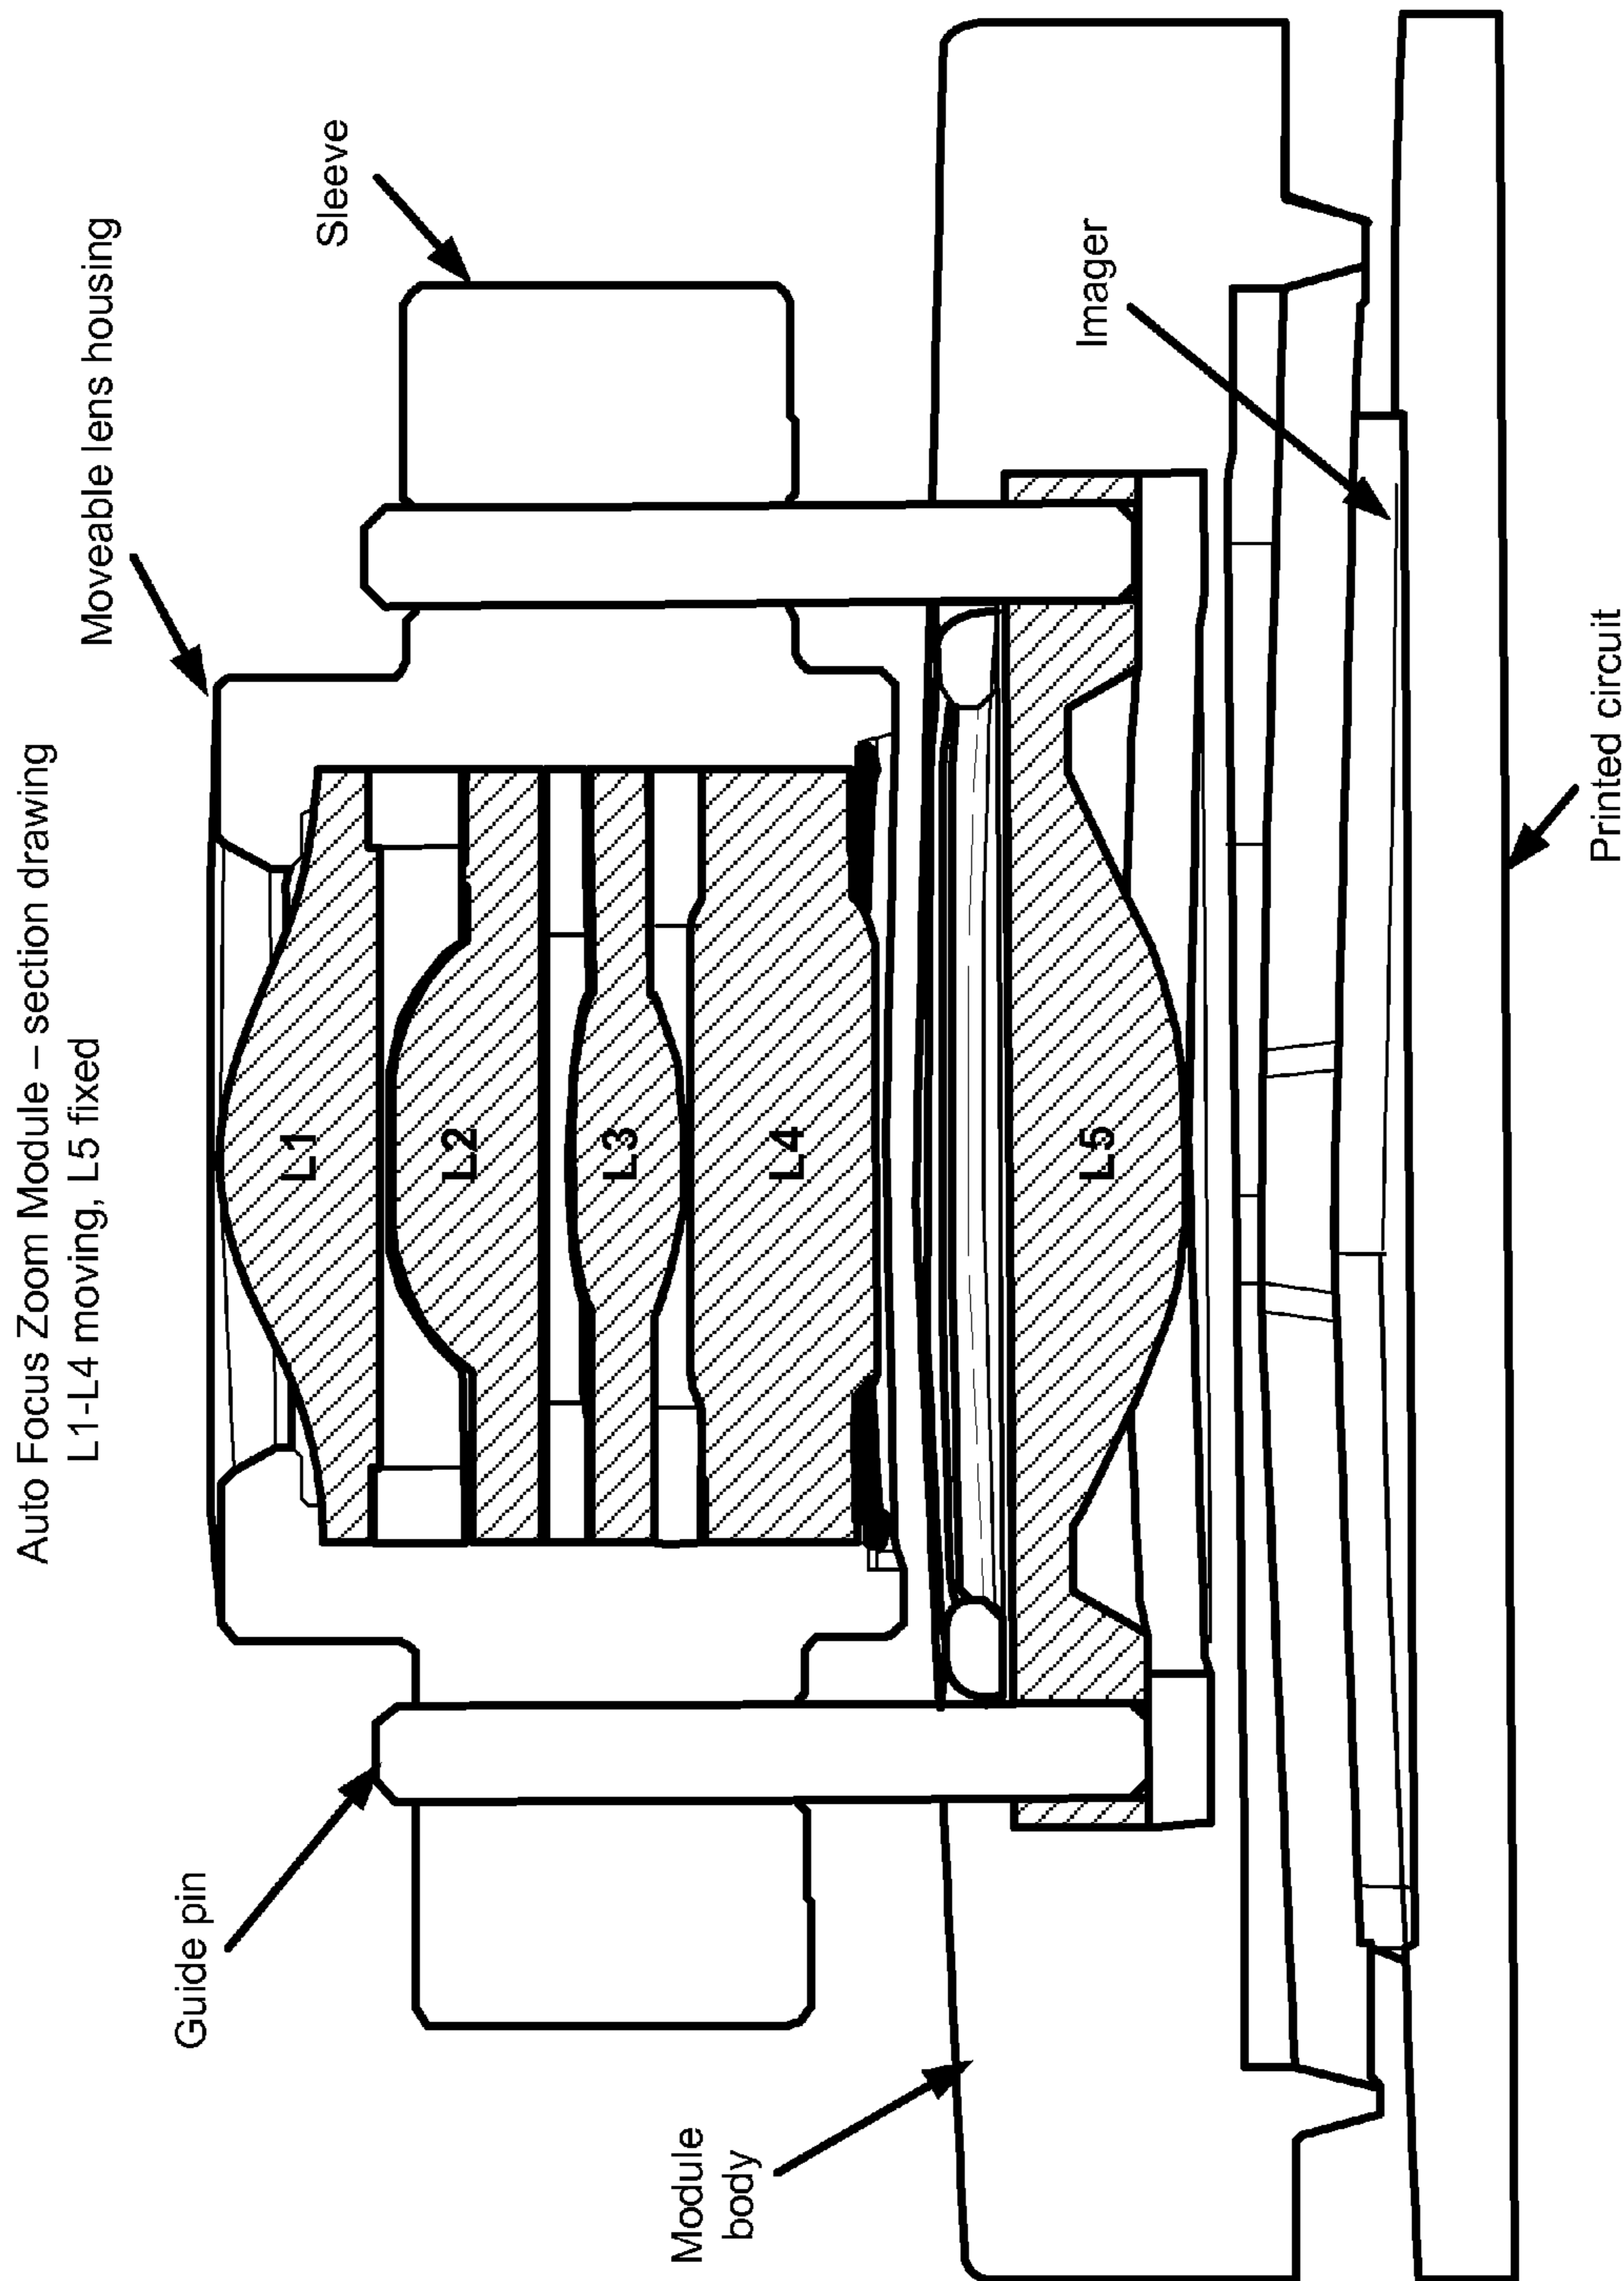 Auto Focus Zoom Module – section drawing
L1-L4 moving, L5 fixed
Moveable lens housing
Sleeve
Guide pin
L1
L2
L3
L4
L5
Module
body
Imager
Printed circuit